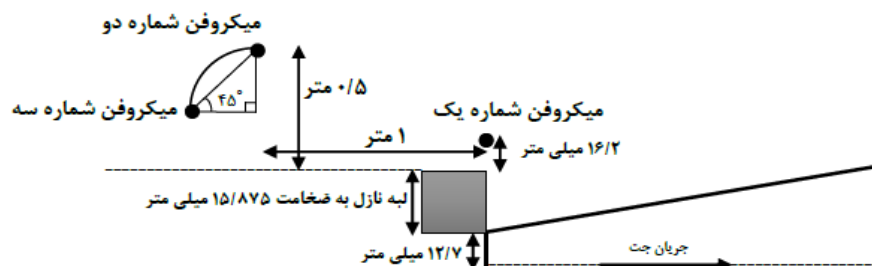 میکروفن شماره دو
۰/۵ متر
۴۵°
میکروفن شماره سه
میکروفن شماره یک
۱ متر
۱۶/۲ میلی متر
لبه نازل به ضخامت ۱۵/۸۷۵ میلی متر
۱۲/۷ میلی متر
جریان جت